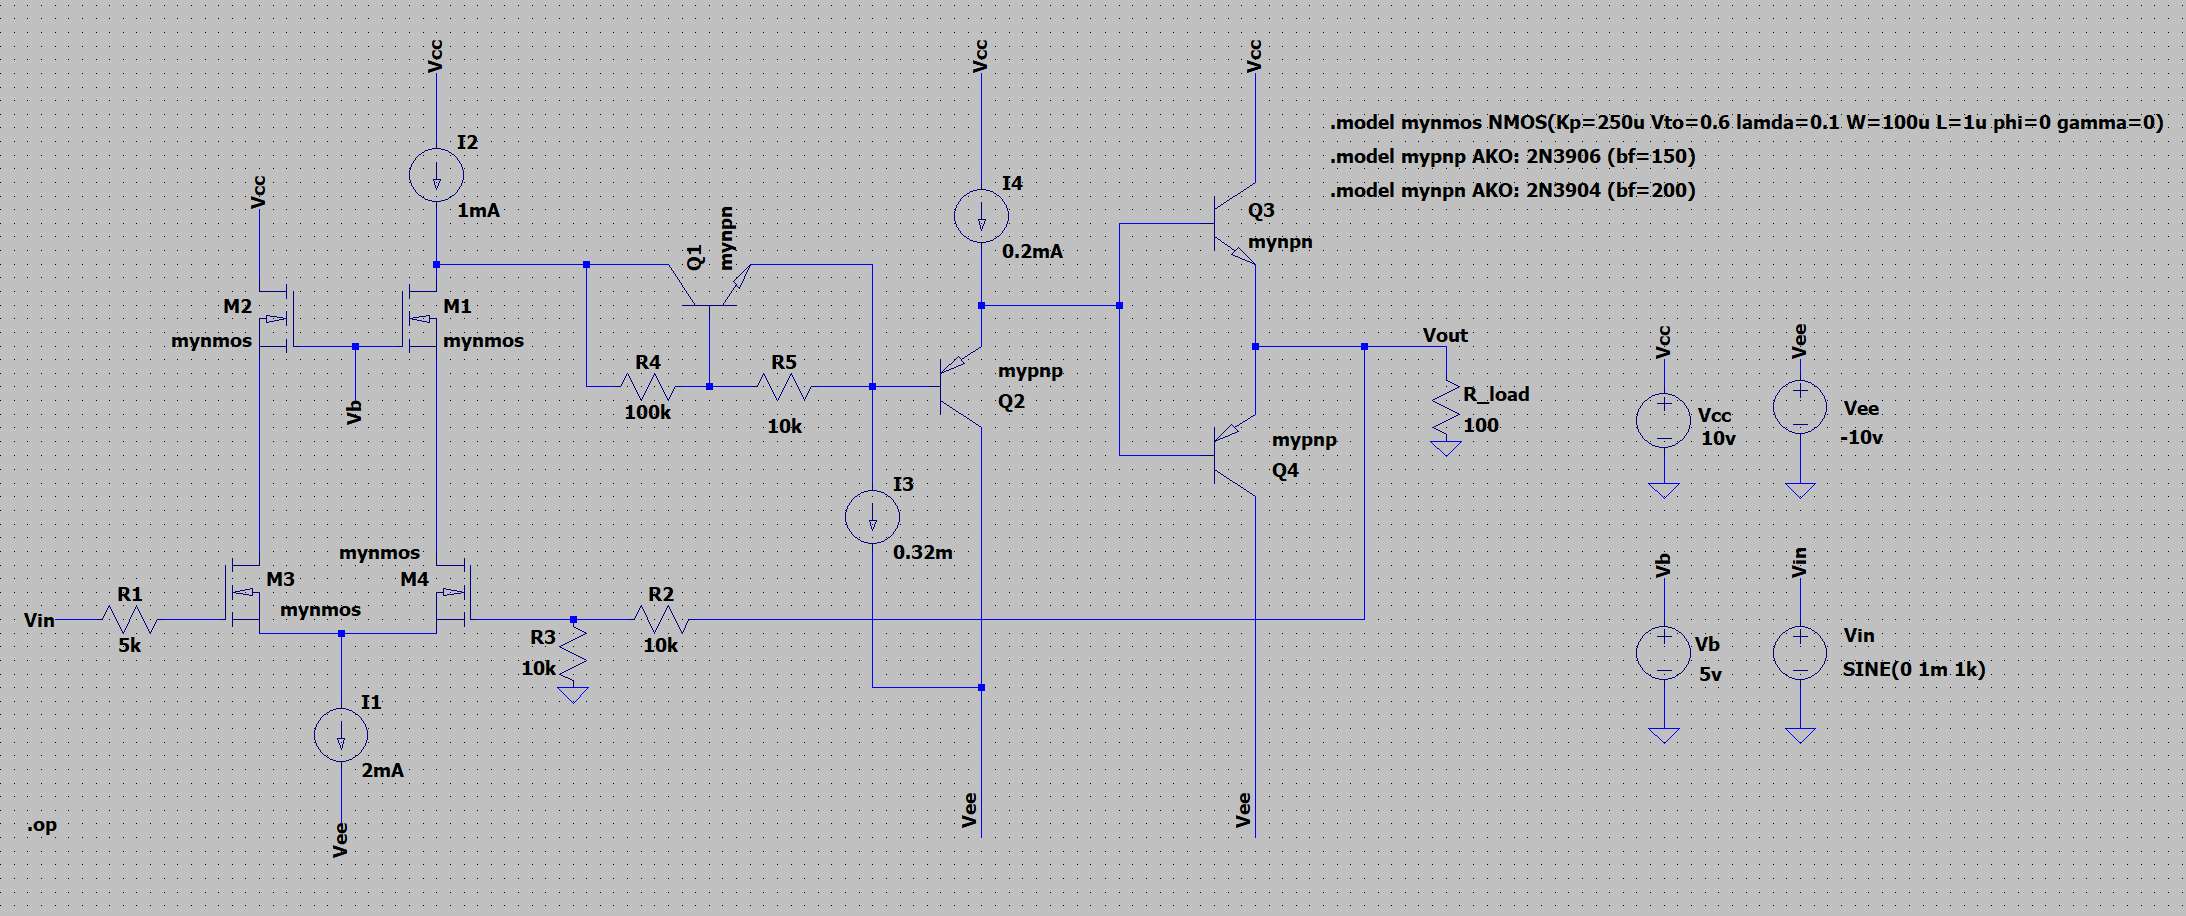 Vcc
Vcc
Vcc
.model mynmos NMOS(Kp=250u Vto=0.6 lamda=0.1 W=100u L=1u phi=0 gamma=0)
.model mypnp AKO: 2N3906 (bf=150)
.model mynpn AKO: 2N3904 (bf=200)
I2
1mA
Vcc
I4
0.2mA
Q3
mynpn
Q1
mynpn
M2
mynmos
M1
mynmos
Vb
R4
100k
R5
10k
mypnp
Q2
Vout
R_load
100
mypnp
Q4
Vcc
Vcc
10v
Vee
Vee
-10v
I3
0.32m
mynmos
M3
mynmos
M4
Vin
R1
5k
R3
10k
R2
10k
Vb
Vb
5v
Vin
Vin
SINE(0 1m 1k)
I1
2mA
Vee
Vee
Vee
.op